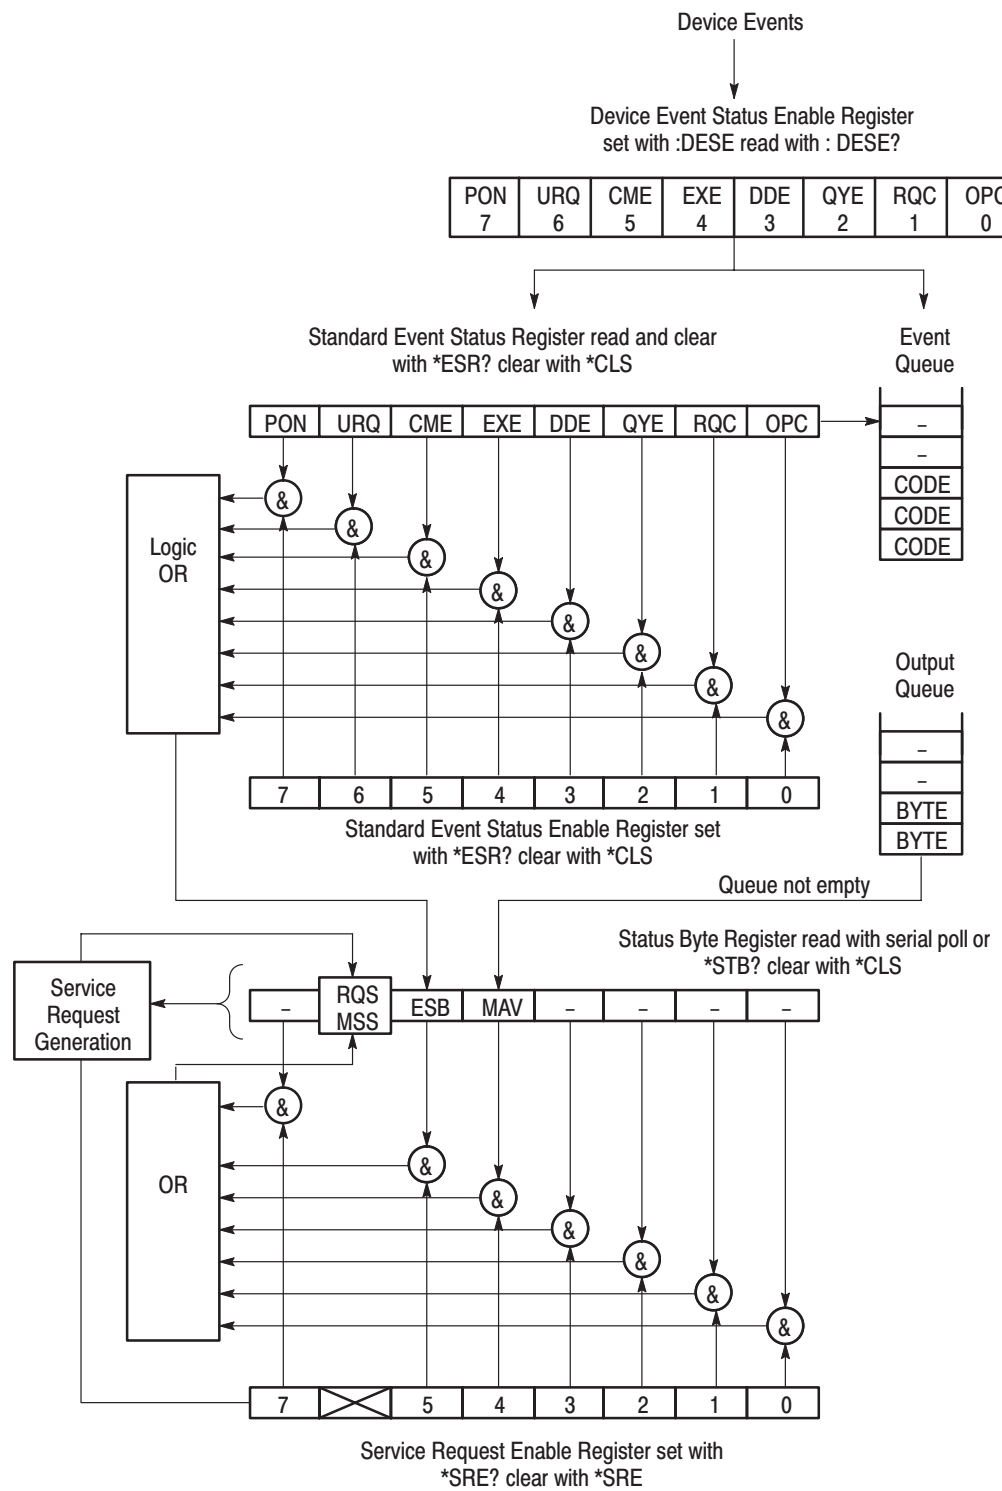 Device Events
Device Event Status Enable Register
set with :DESE read with : DESE?
PON URQ CME EXE DDE QYE RQC OPC
7 6 5 4 3 2 1 0
Standard Event Status Register read and clear
with *ESR? clear with *CLS
Event
Queue
PON URQ CME EXE DDE QYE RQC OPC
–
–
CODE
CODE
CODE
&
&
&
&
&
&
&
&
Logic
OR
Output
Queue
–
–
BYTE
BYTE
7 6 5 4 3 2 1 0
Standard Event Status Enable Register set
with *ESR? clear with *CLS
Queue not empty
Status Byte Register read with serial poll or
*STB? clear with *CLS
Service
Request
Generation
– RQS ESB MAV – – – –
MSS
&
&
&
&
&
&
&
OR
7 5 4 3 2 1 0
Service Request Enable Register set with
*SRE? clear with *SRE